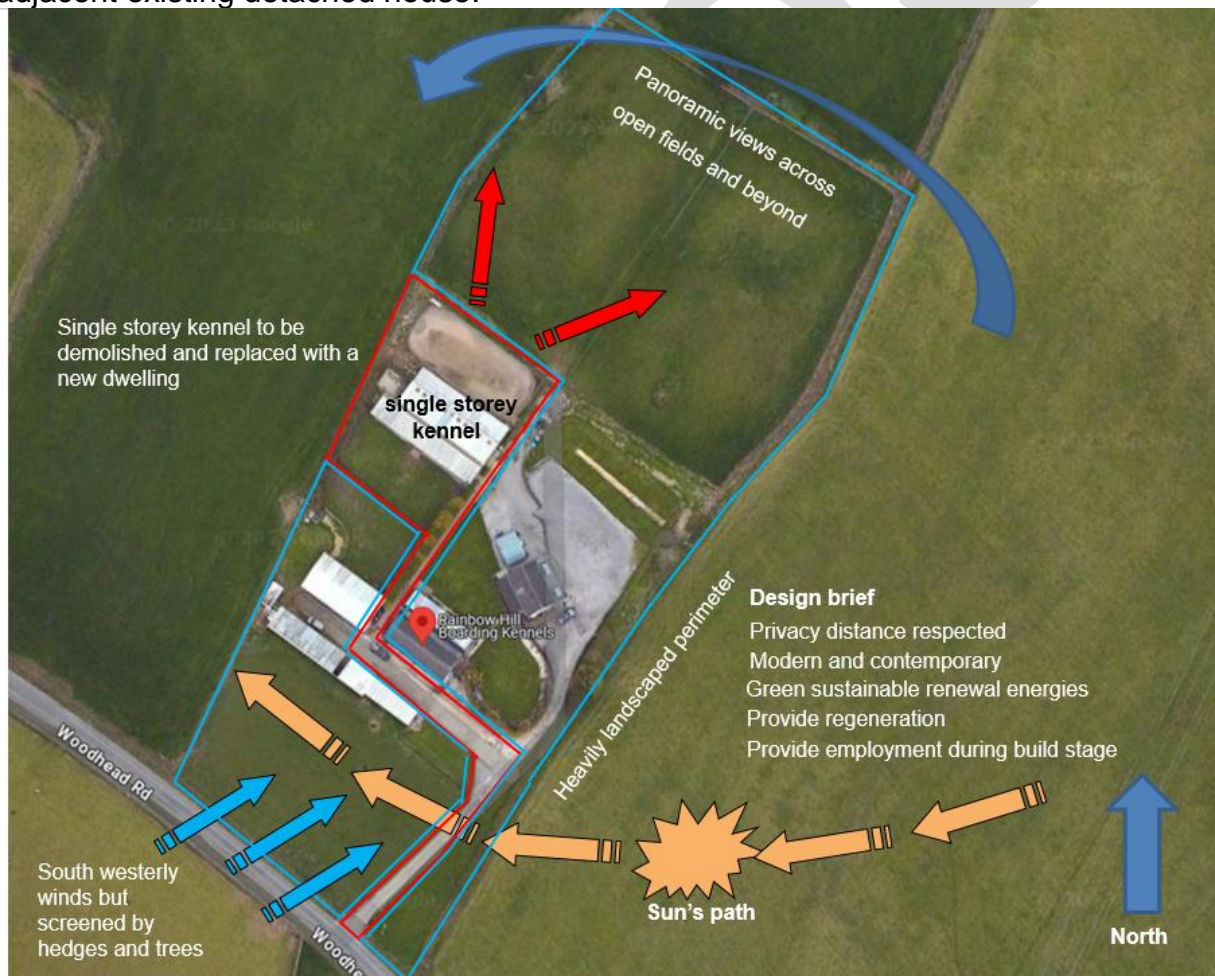 adjacent existing detached house.
Panoramic views across
open fields and beyond
Single storey kennel to be
demolished and replaced with a
new dwelling
single storey
kennel
Rainbow Hill
Boarding Kennels
Heavily landscaped perimeter
Design brief
Privacy distance respected
Modern and contemporary
Green sustainable renewal energies
Provide regeneration
Provide employment during build stage
Woodhead Rd
South westerly
winds but
screened by
hedges and trees
Sun's path
North